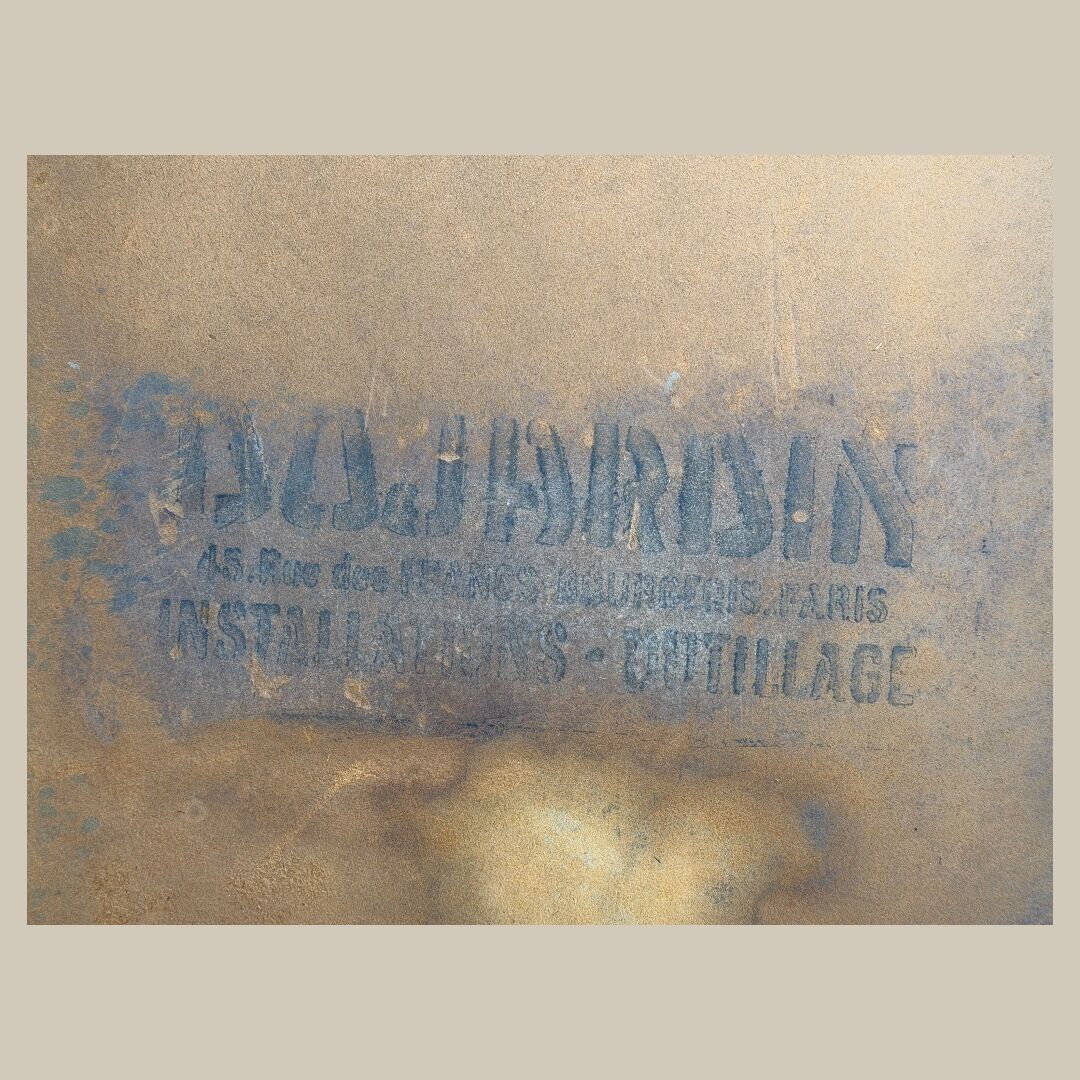 DUJARDIN
45.Rue des FRANCS-BOURGEOIS.PARIS
INSTALLATIONS - OUTILLAGE